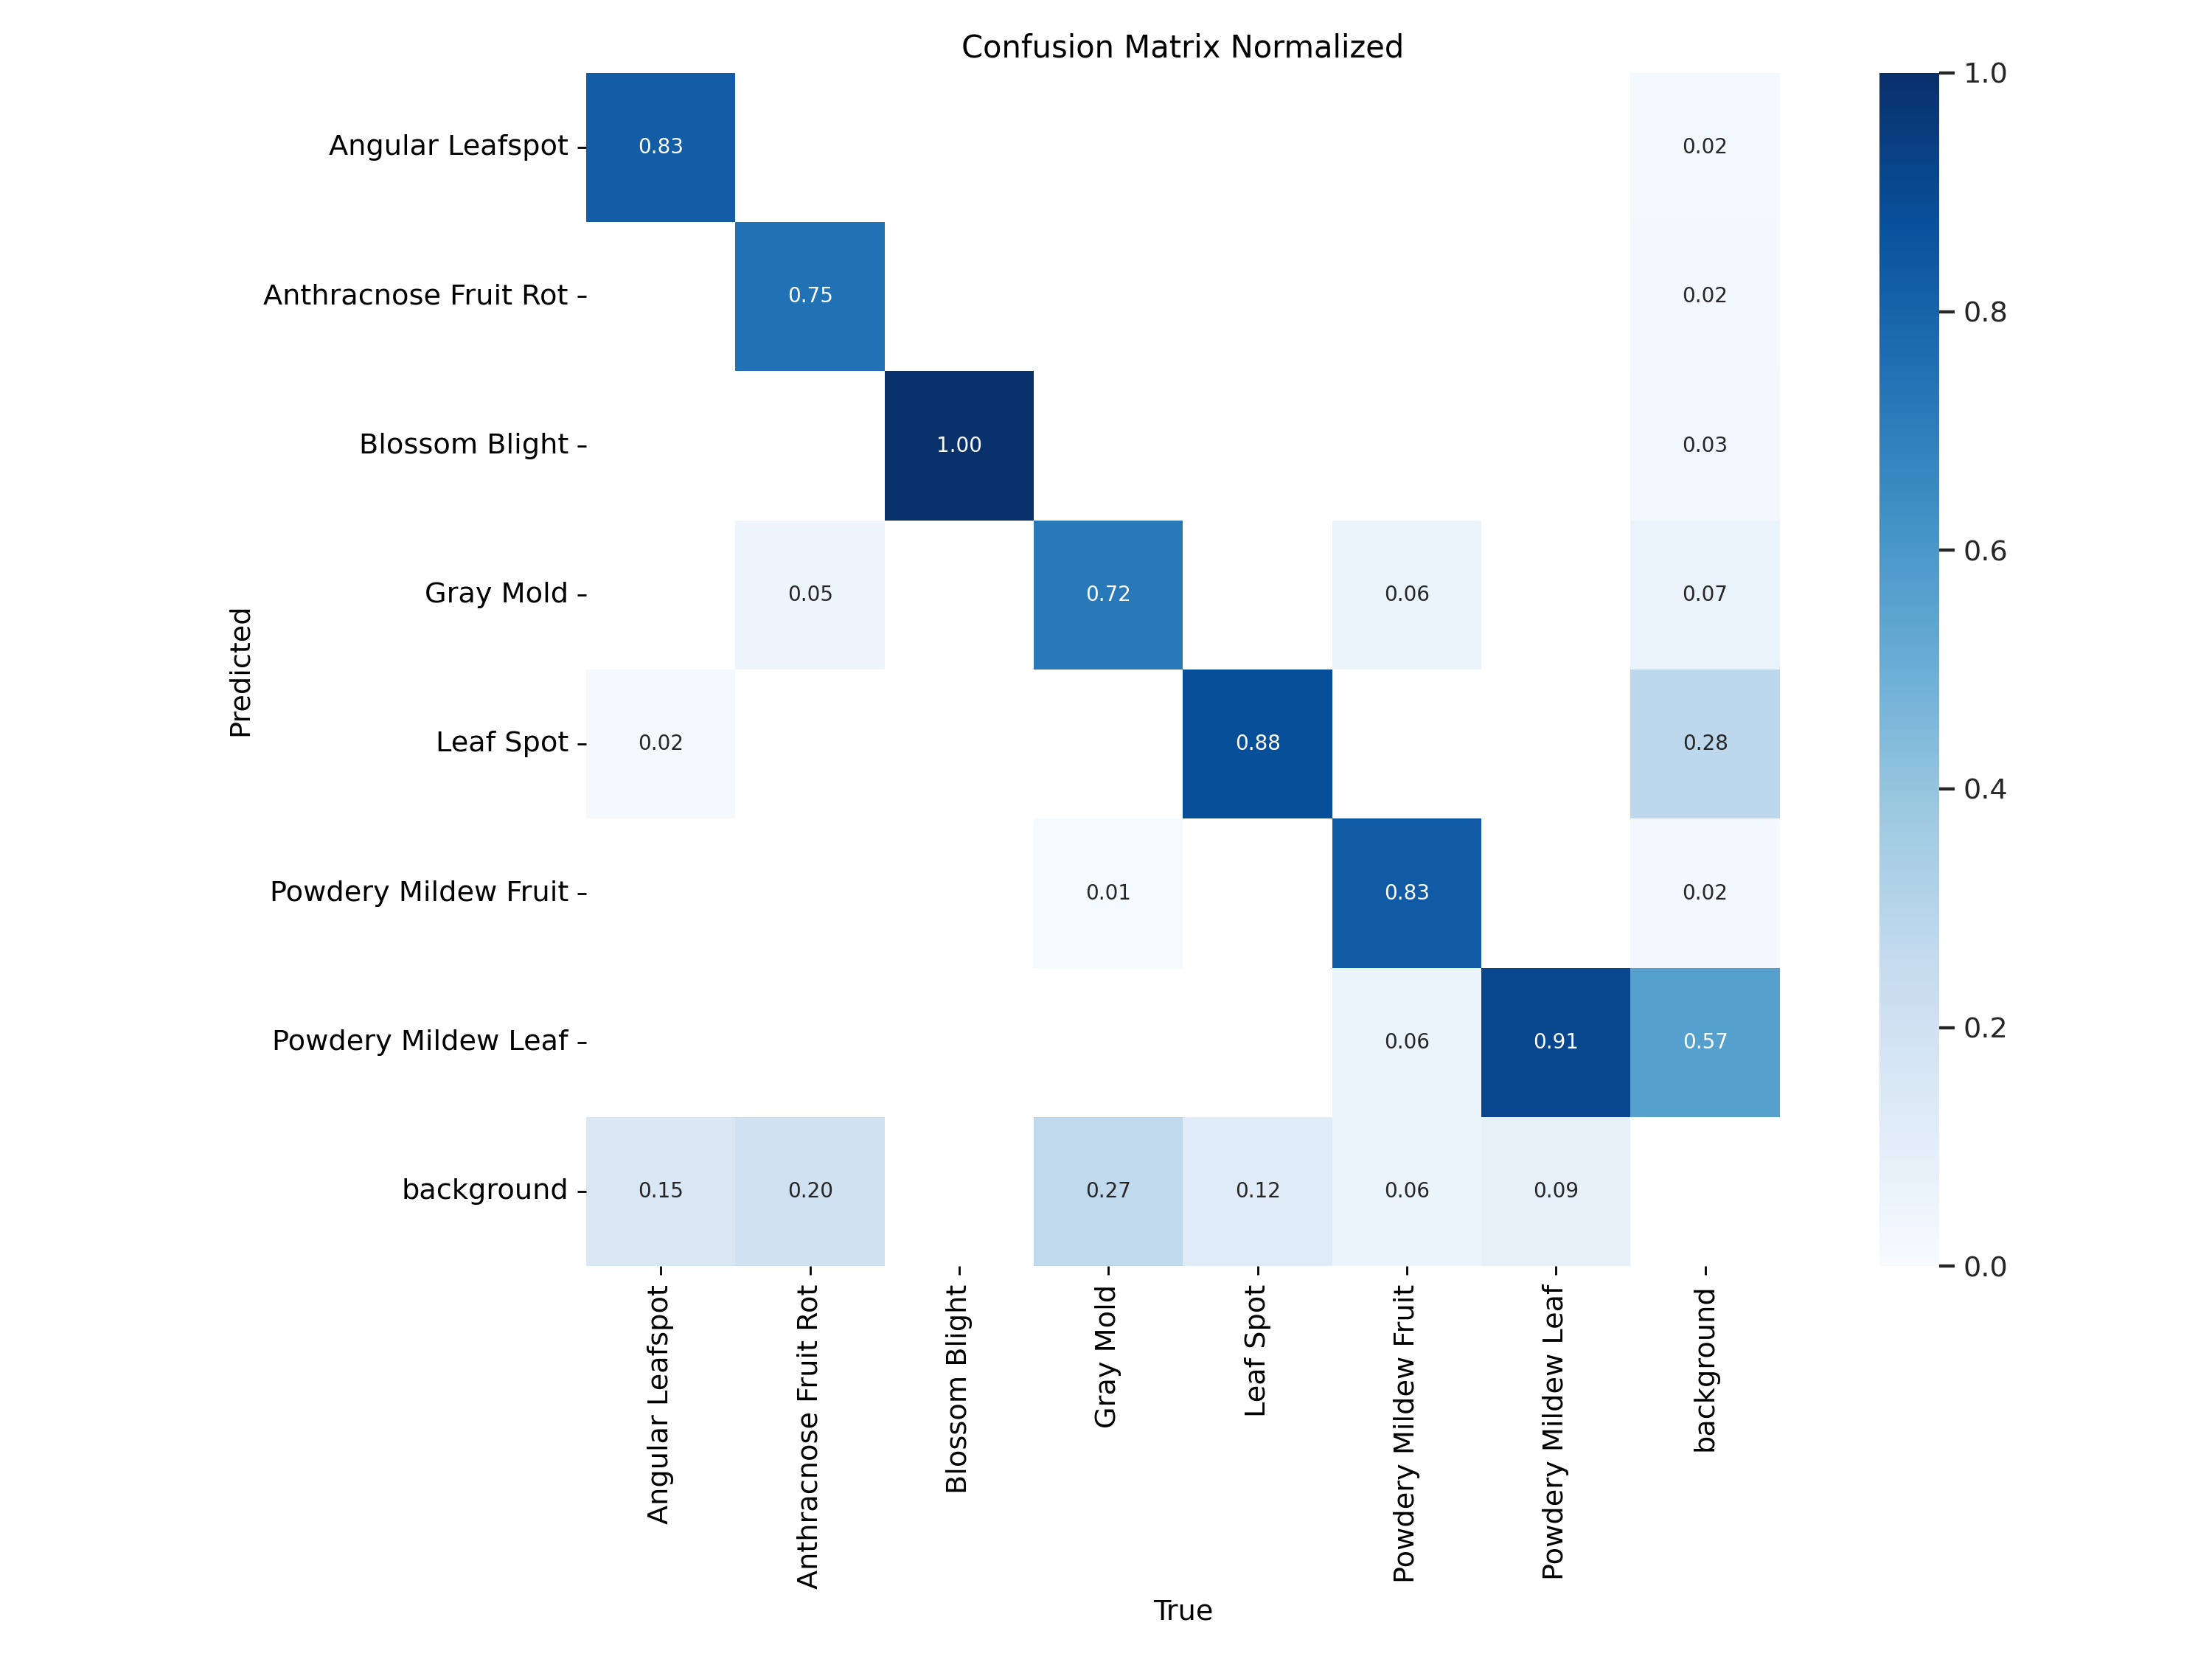 Confusion Matrix Normalized
Angular Leafspot 0.83 0.02
Anthracnose Fruit Rot 0.75 0.02
Blossom Blight 1.00 0.03
Gray Mold 0.05 0.72 0.06 0.07
Leaf Spot 0.02 0.88 0.28
Powdery Mildew Fruit 0.01 0.83 0.02
Powdery Mildew Leaf 0.06 0.91 0.57
background 0.15 0.20 0.27 0.12 0.06 0.09
Predicted
Angular Leafspot
Anthracnose Fruit Rot
Blossom Blight
Gray Mold
Leaf Spot
Powdery Mildew Fruit
Powdery Mildew Leaf
background
True
1.0
0.8
0.6
0.4
0.2
0.0